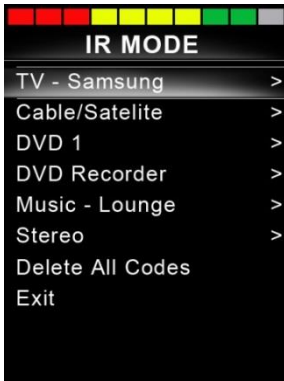 IR MODE
TV - Samsung >
Cable/Satelite >
DVD 1 >
DVD Recorder >
Music - Lounge >
Stereo >
Delete All Codes
Exit